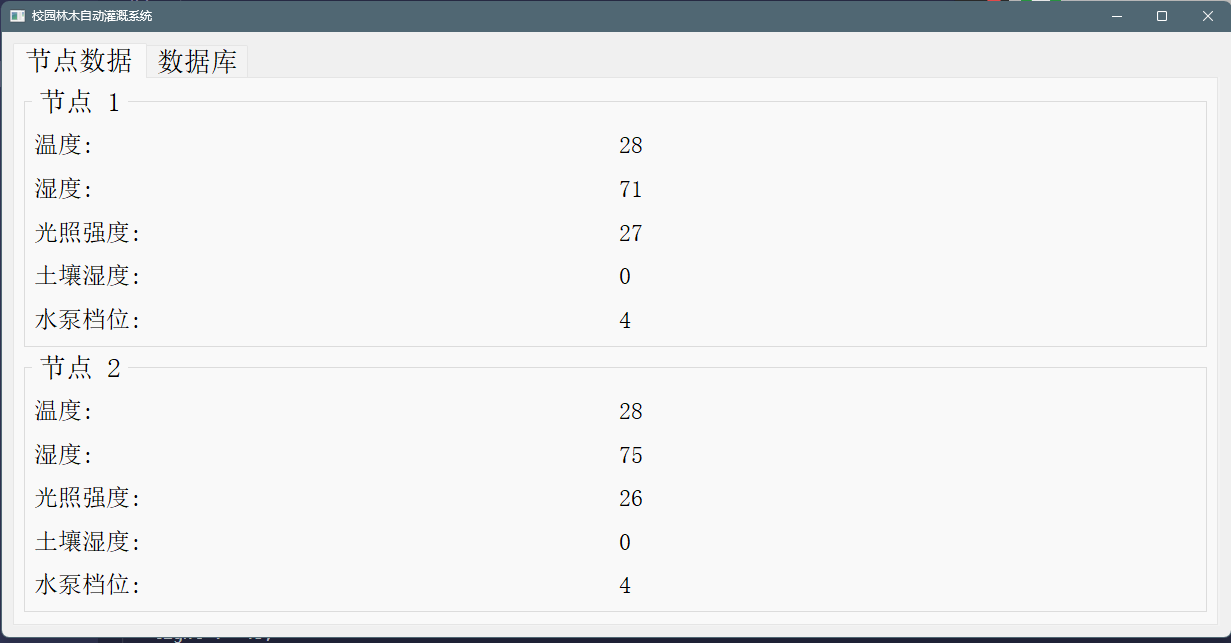 校园林木自动灌溉系统
节点数据 数据库
节点 1
温度: 28
湿度: 71
光照强度: 27
土壤湿度: 0
水泵档位: 4
节点 2
温度: 28
湿度: 75
光照强度: 26
土壤湿度: 0
水泵档位: 4